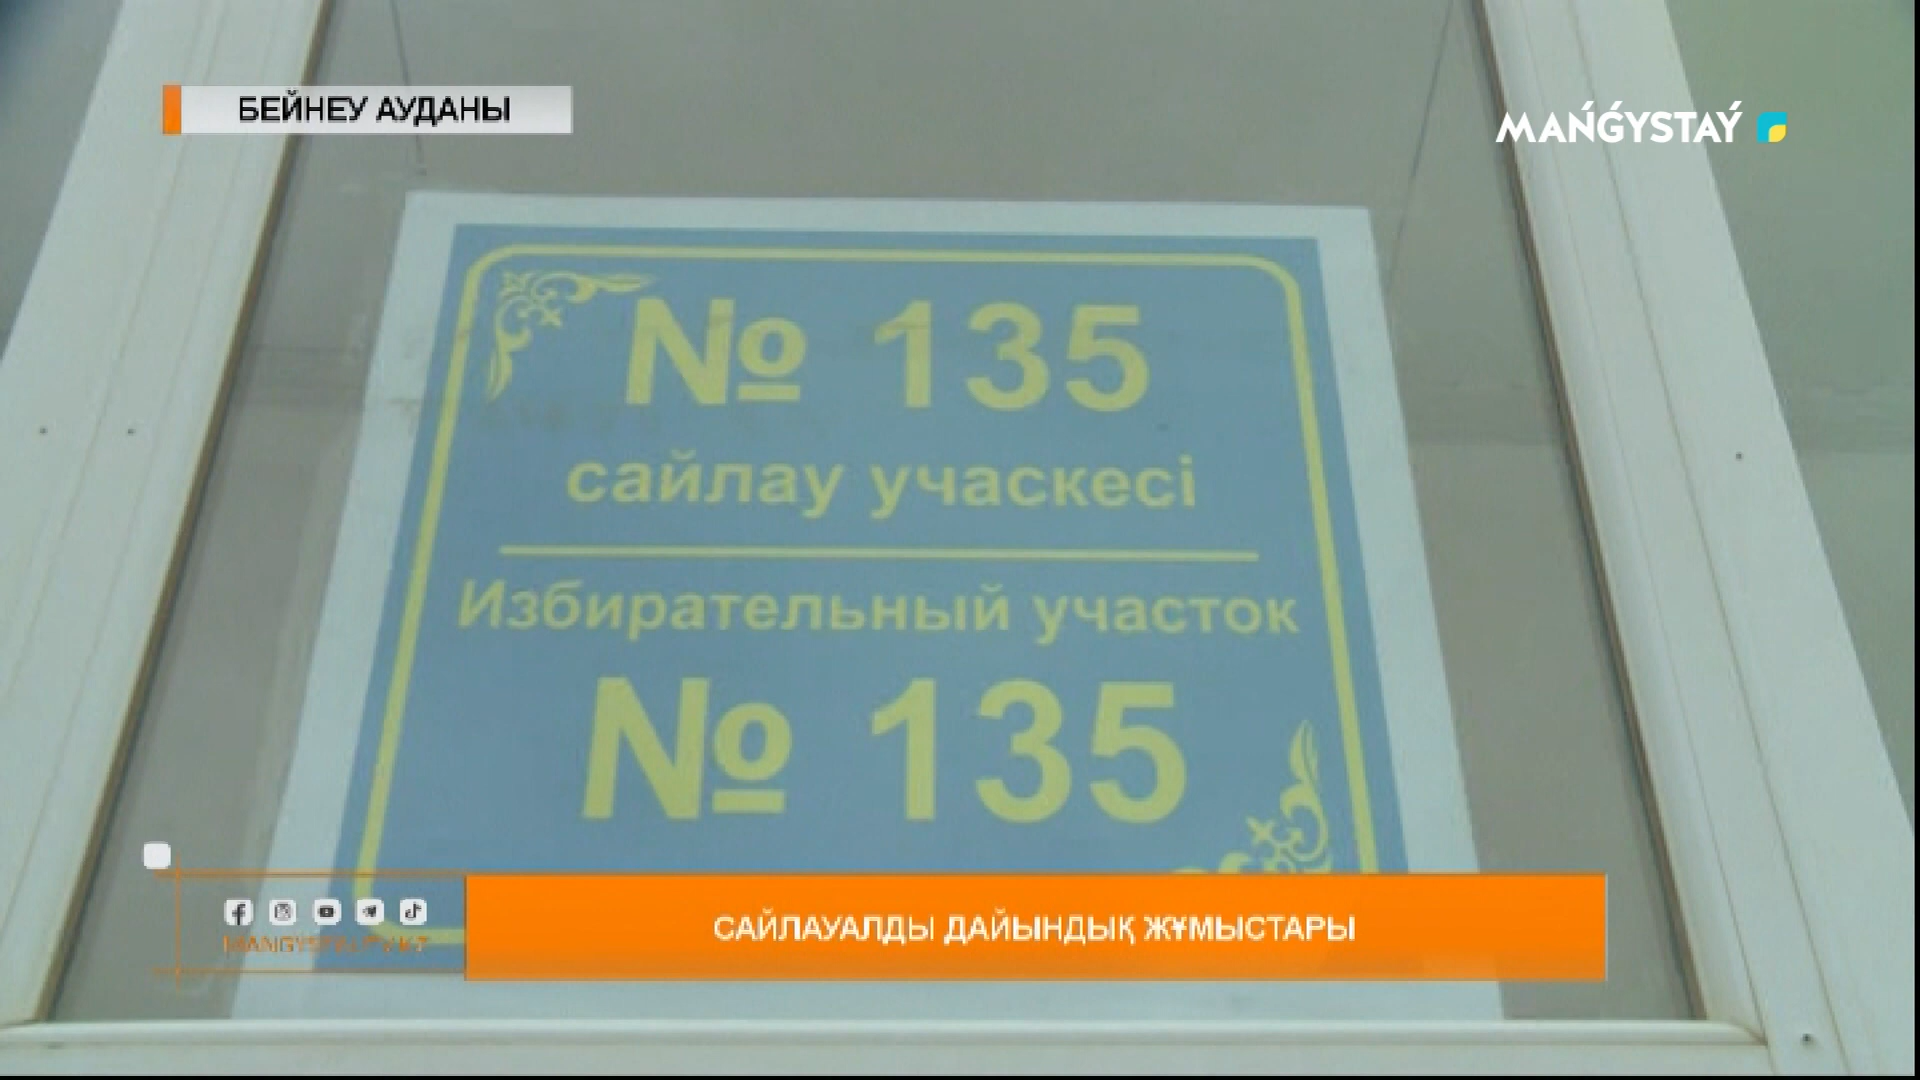 БЕЙНЕУ АУДАНЫ
MAŃǴYSTAÝ
№ 135
сайлау учаскесі
Избирательный участок
№ 135
САЙЛАУАЛДЫ ДАЙЫНДЫҚ ЖҰМЫСТАРЫ